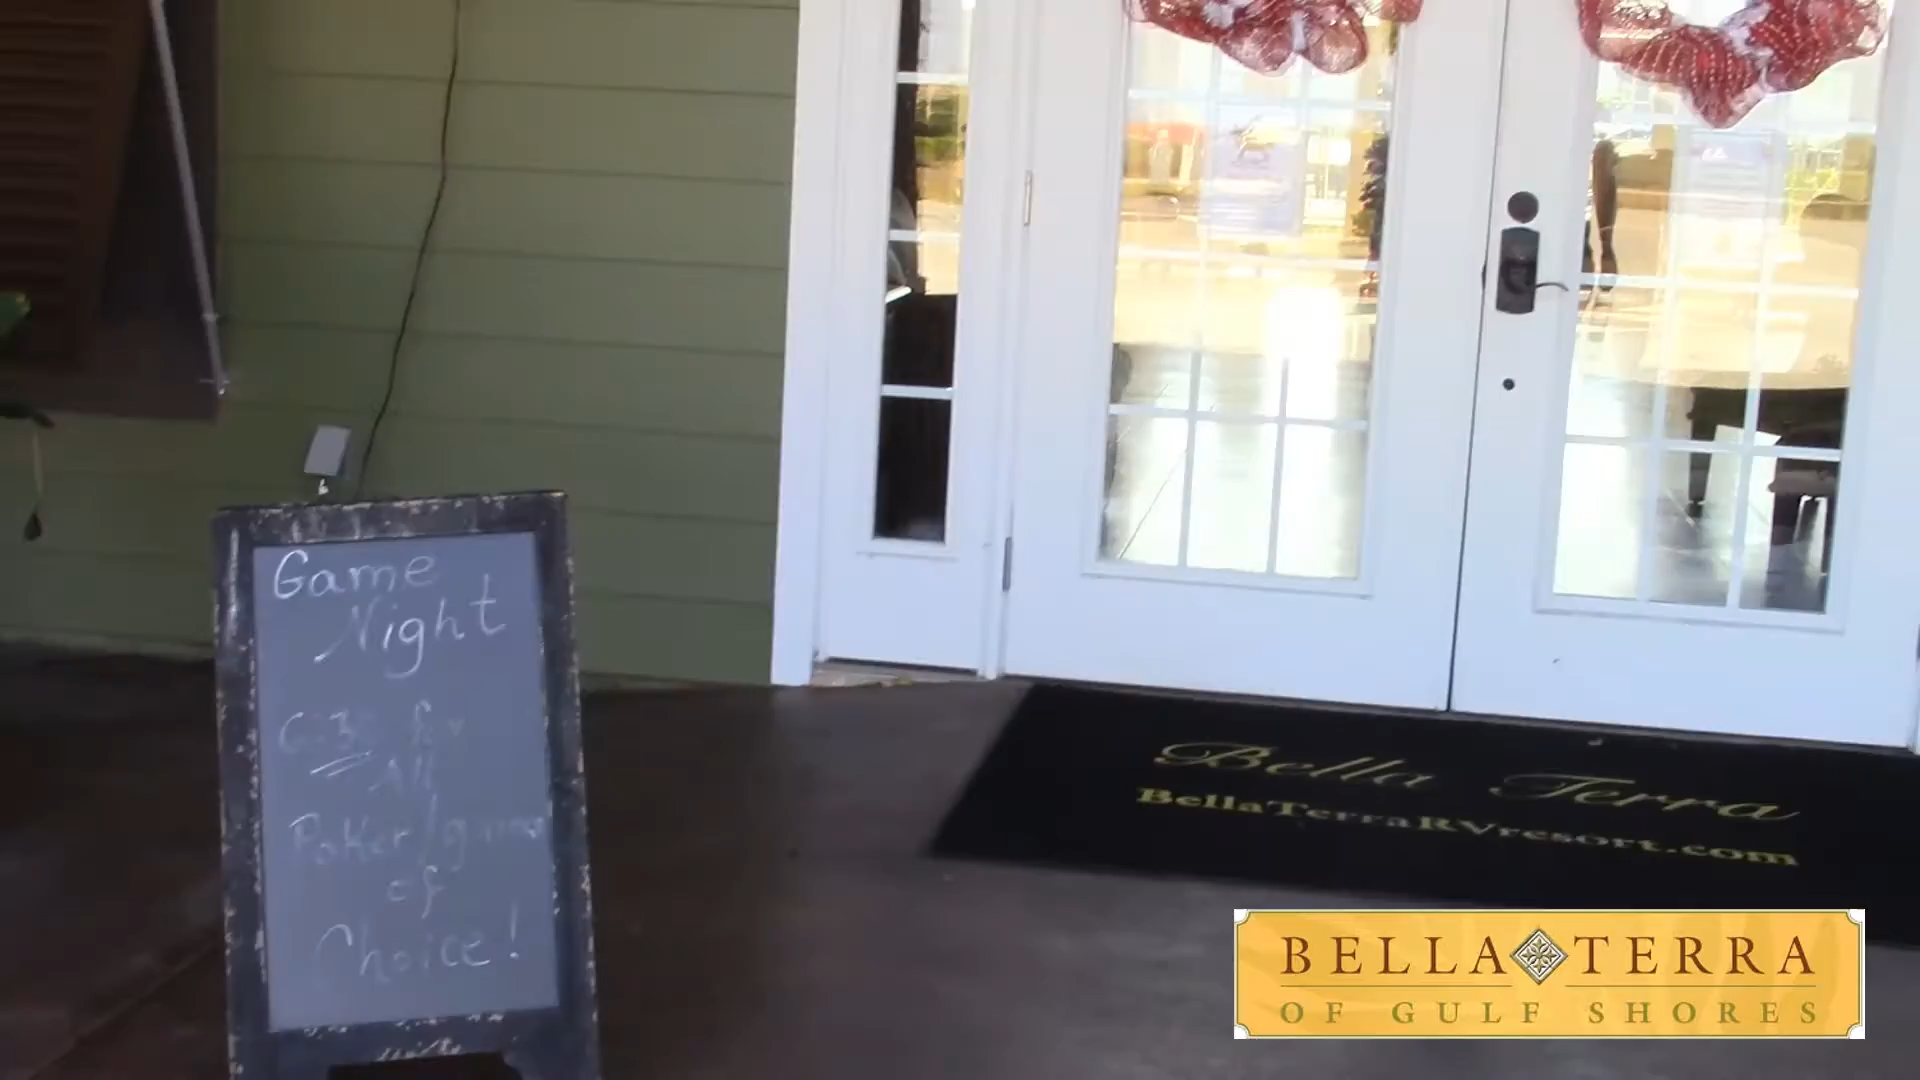 Game
Night
6:30 for
All
Poker/games
of
Choice!
Bella Terra
BellaTerraRVresort.com
BELLA TERRA
OF GULF SHORES